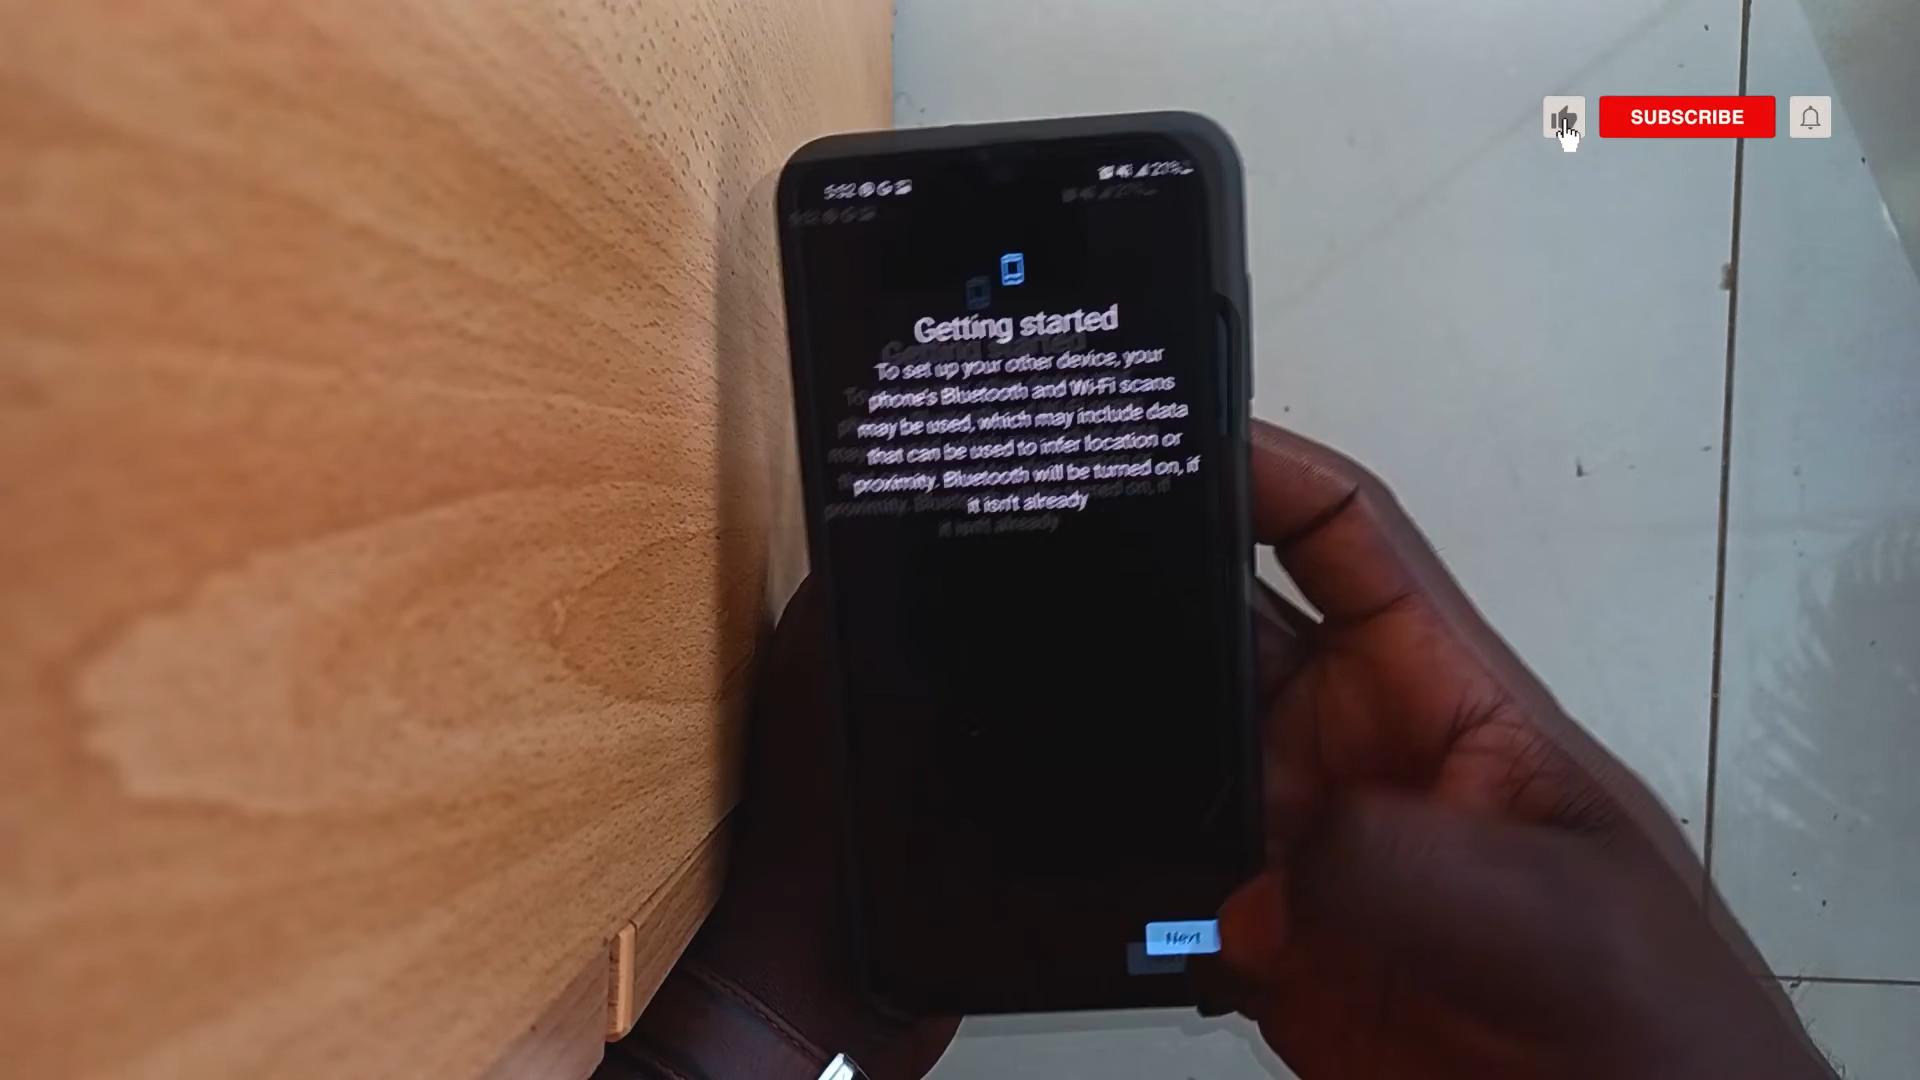 SUBSCRIBE
5:02
Getting started
To set up your other device, your
phone's Bluetooth and Wi-Fi scans
may be used, which may include data
that can be used to infer location or
proximity. Bluetooth will be turned on, if
it isn't already
Next